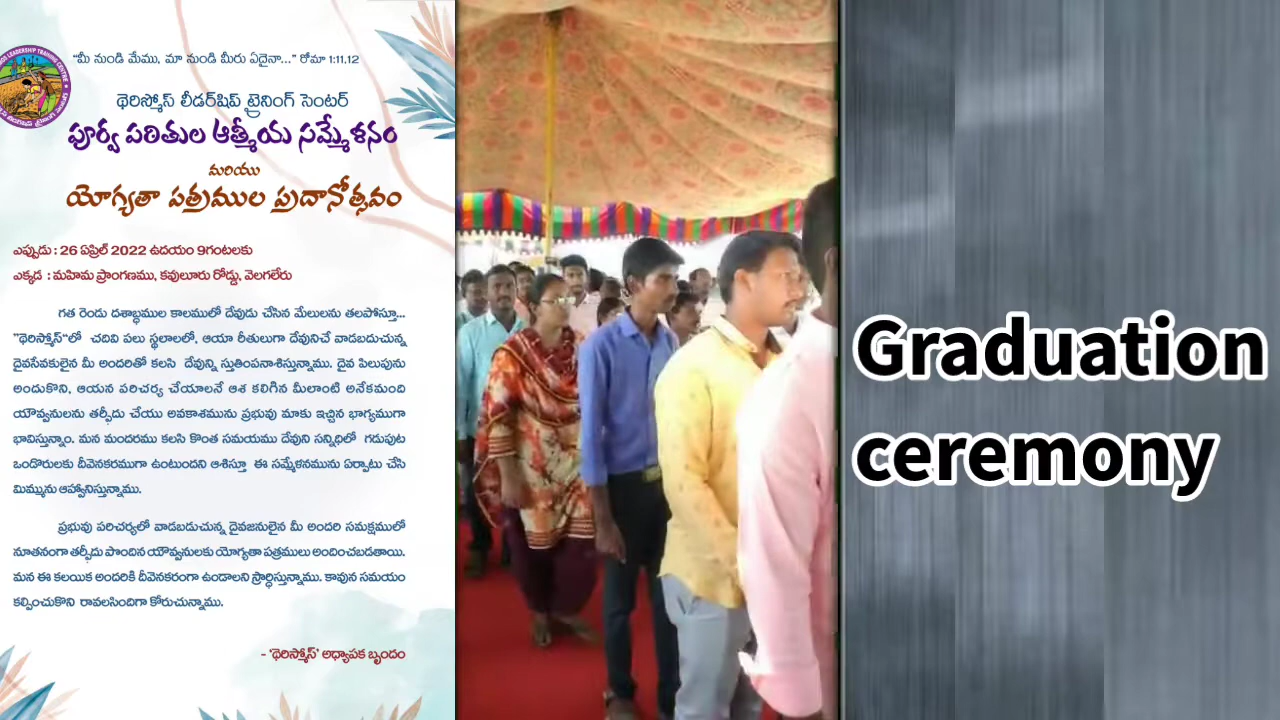 “మీ నుండి మేము, మా నుండి మీరు ఏదైనా...” రోమా 1:11,12
థెరిస్మోస్ లీడర్‌షిప్ ట్రైనింగ్ సెంటర్
పూర్వ పఠితుల ఆత్మీయ సమ్మేళనం
మరియు
యోగ్యతా పత్రముల ప్రదానోత్సవం
ఎప్పుడు : 26 ఏప్రిల్ 2022 ఉదయం 9గంటలకు
ఎక్కడ : మహిమ ప్రాంగణము, కవులూరు రోడ్డు, వెలగలేరు
గత రెండు దశాబ్ధముల కాలములో దేవుడు చేసిన మేలులను తలపోస్తూ...
"థెరిస్మోస్"లో చదివి పలు స్థలాలలో, ఆయా రీతులుగా దేవునిచే వాడబడుచున్న
దైవసేవకులైన మీ అందరితో కలసి దేవున్ని స్తుతింపనాశిస్తున్నాము. దైవ పిలుపును
అందుకొని, ఆయన పరిచర్య చేయాలనే ఆశ కలిగిన మీలాంటి అనేకమంది
యౌవ్వనులను తర్ఫీదు చేయు అవకాశమును ప్రభువు మాకు ఇచ్చిన భాగ్యముగా
భావిస్తున్నాం. మన మందరము కలసి కొంత సమయము దేవుని సన్నిధిలో గడుపుట
ఒండొరులకు దీవెనకరముగా ఉంటుందని ఆశిస్తూ ఈ సమ్మేళనమును ఏర్పాటు చేసి
మిమ్మును ఆహ్వానిస్తున్నాము.
ప్రభువు పరిచర్యలో వాడబడుచున్న దైవజనులైన మీ అందరి సమక్షములో
నూతనంగా తర్ఫీదు పొందిన యౌవ్వనులకు యోగ్యతా పత్రములు అందించబడతాయి.
మన ఈ కలయిక అందరికి దీవెనకరంగా ఉండాలని ప్రార్ధిస్తున్నాము. కావున సమయం
కల్పించుకొని రావలసిందిగా కోరుచున్నాము.
- 'థెరిస్మోస్' అధ్యాపక బృందం
Graduation
ceremony